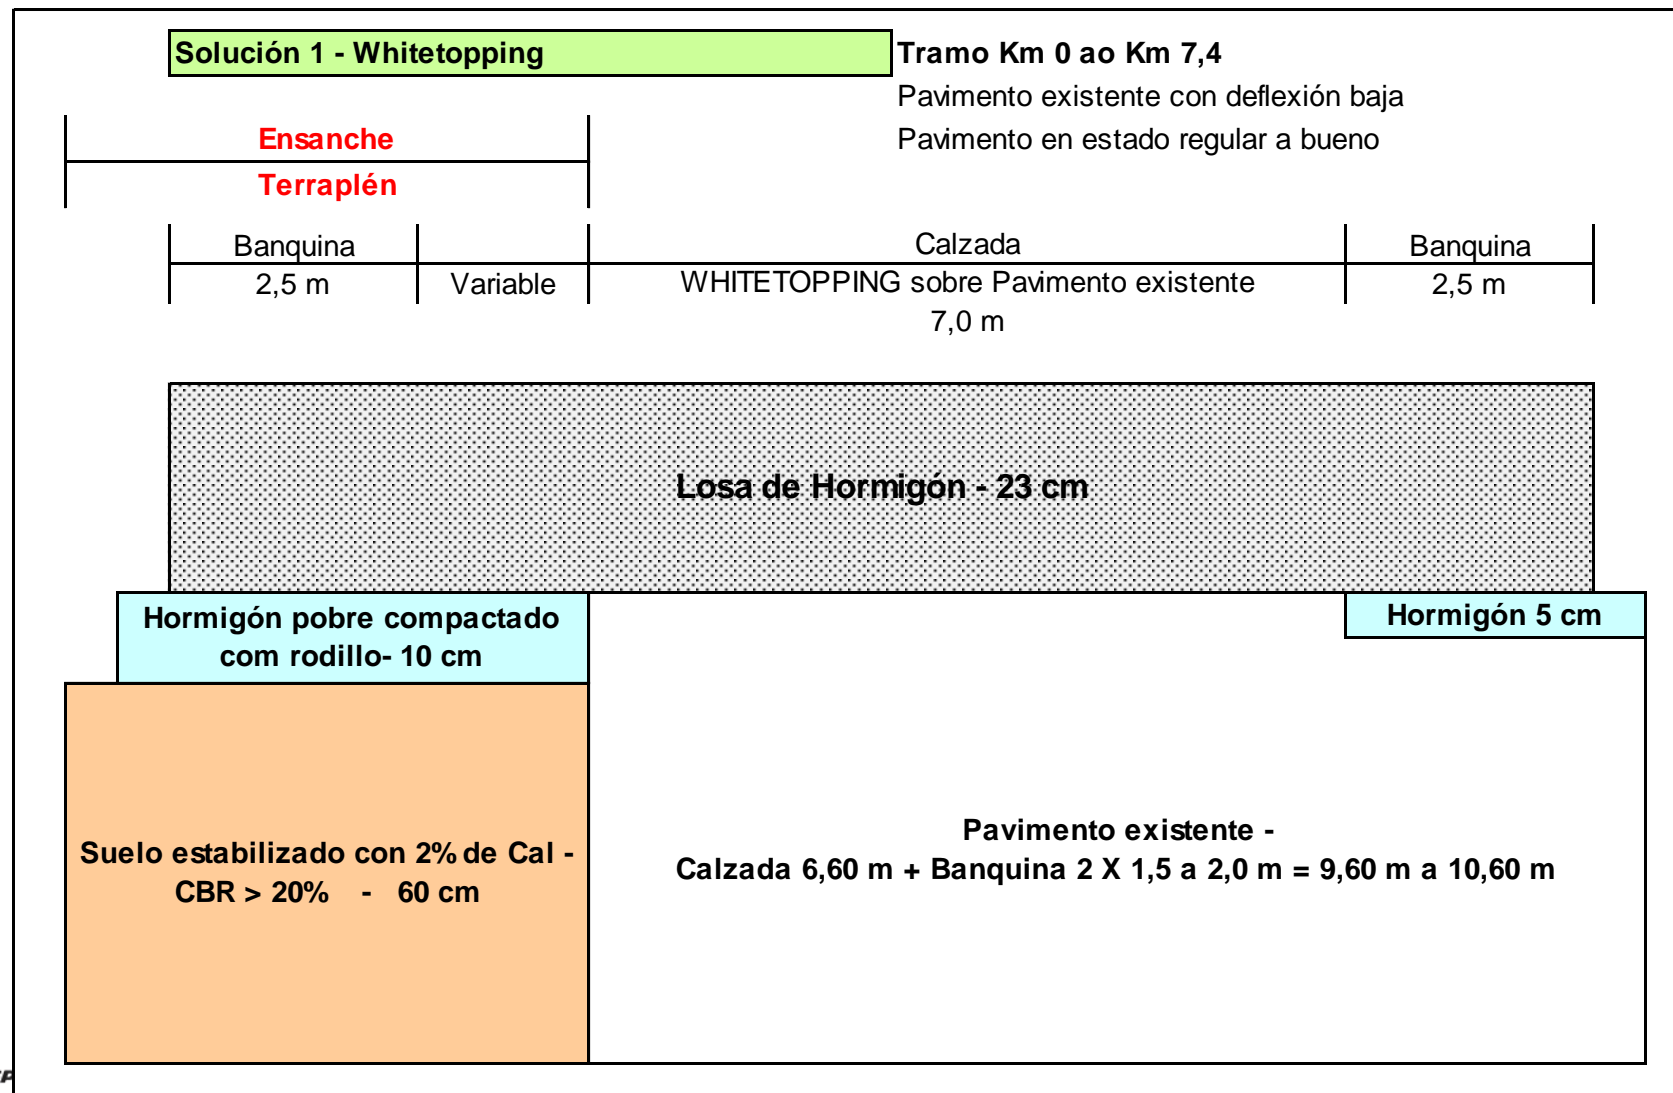 Solución 1 - Whitetopping
Tramo Km 0 ao Km 7,4
Pavimento existente con deflexión baja
Ensanche
Pavimento en estado regular a bueno
Terraplén
Banquina
Calzada
Banquina
2,5 m
Variable
WHITETOPPING sobre Pavimento existente
2,5 m
7,0 m
Losa de Hormigón - 23 cm
Hormigón pobre compactado
com rodillo- 10 cm
Hormigón 5 cm
Suelo estabilizado con 2% de Cal -
CBR > 20% - 60 cm
Pavimento existente -
Calzada 6,60 m + Banquina 2 X 1,5 a 2,0 m = 9,60 m a 10,60 m